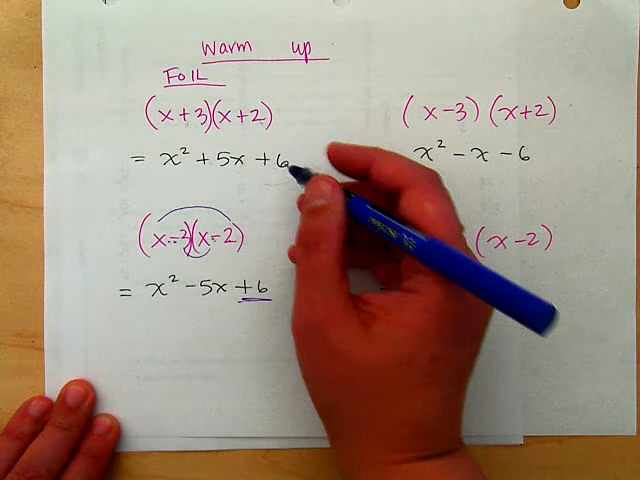 Warm up
FOIL
(x+3)(x+2) (x-3)(x+2)
= x² + 5x + 6 x² - x - 6
(x-3)(x-2) (x-2)
= x² - 5x + 6